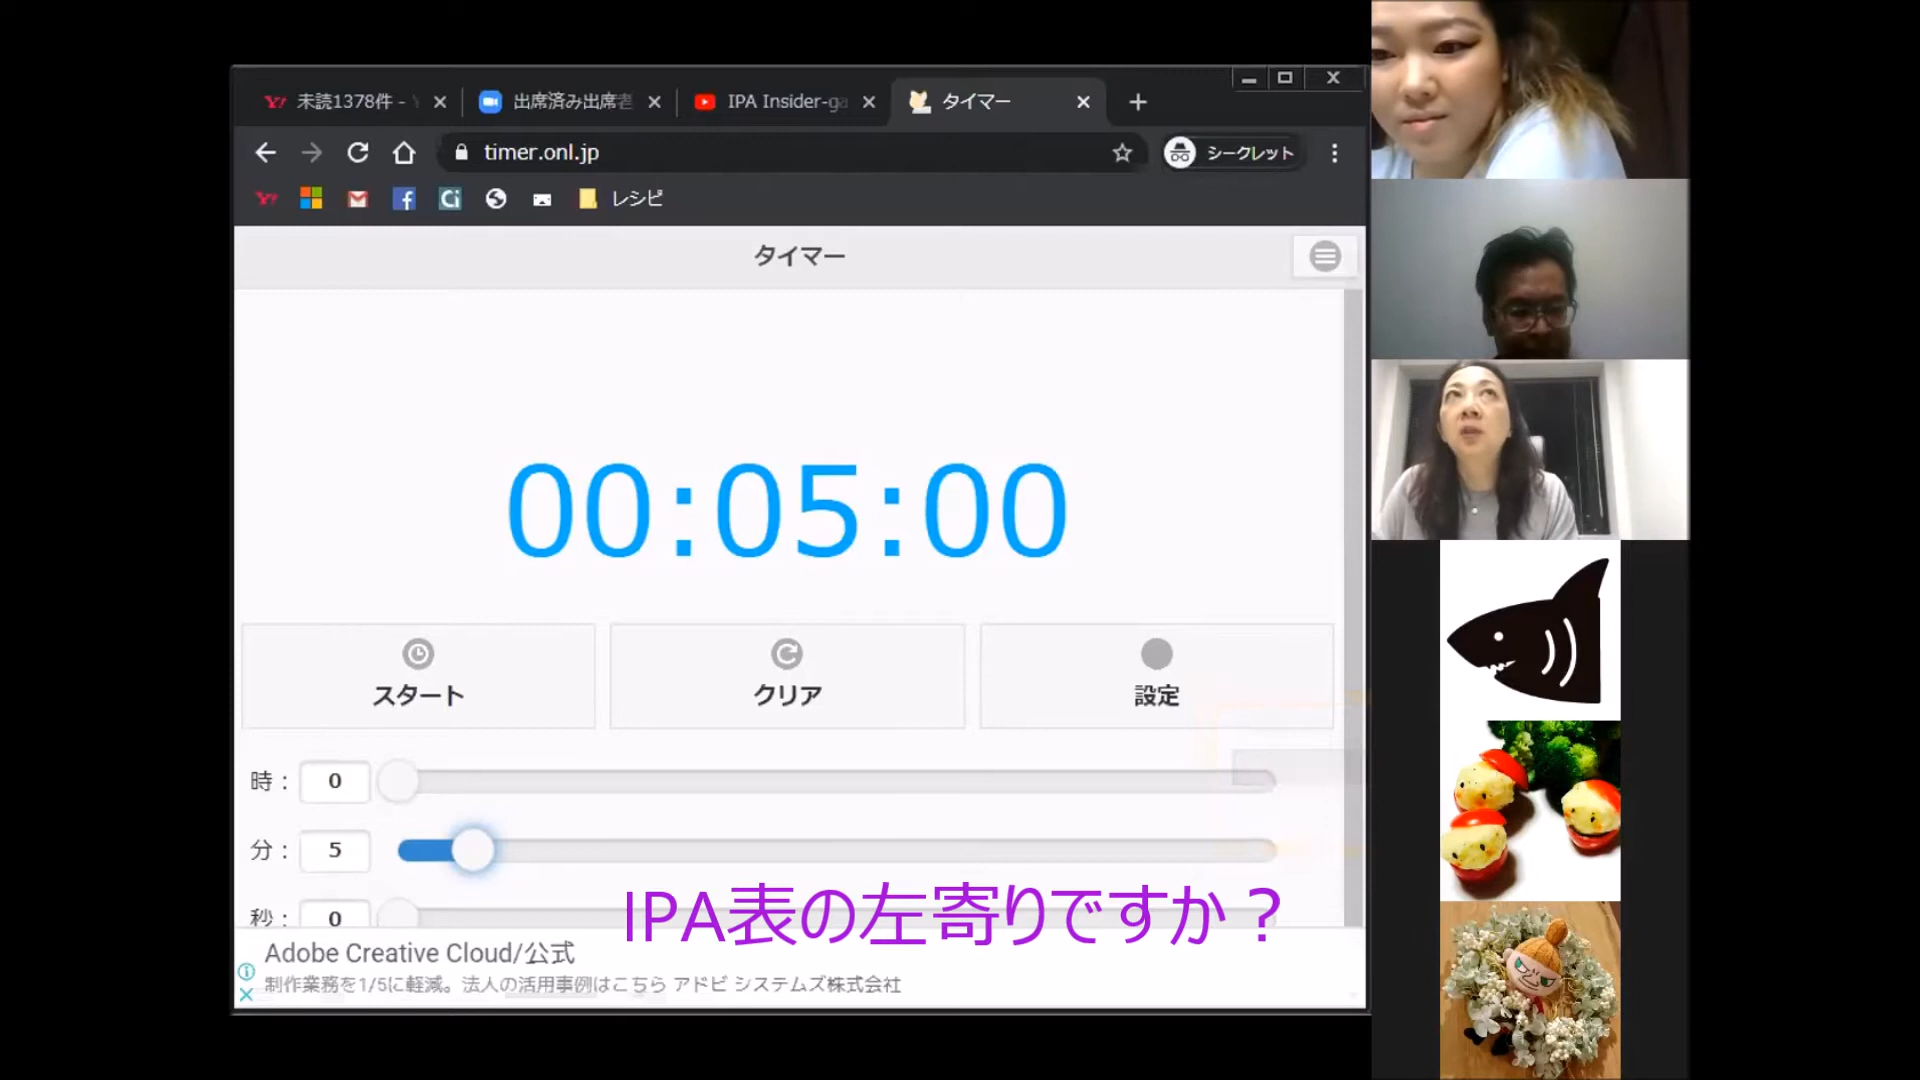 未読1378件 -
出席済み出席者
IPA Insider-ga
タイマー
timer.onl.jp
シークレット
レシピ
タイマー
00:05:00
スタート
クリア
設定
時 : 0
分 : 5
秒 : 0
IPA表の左寄りですか？
Adobe Creative Cloud/公式
制作業務を1/5に軽減。法人の活用事例はこちら アドビ システムズ株式会社